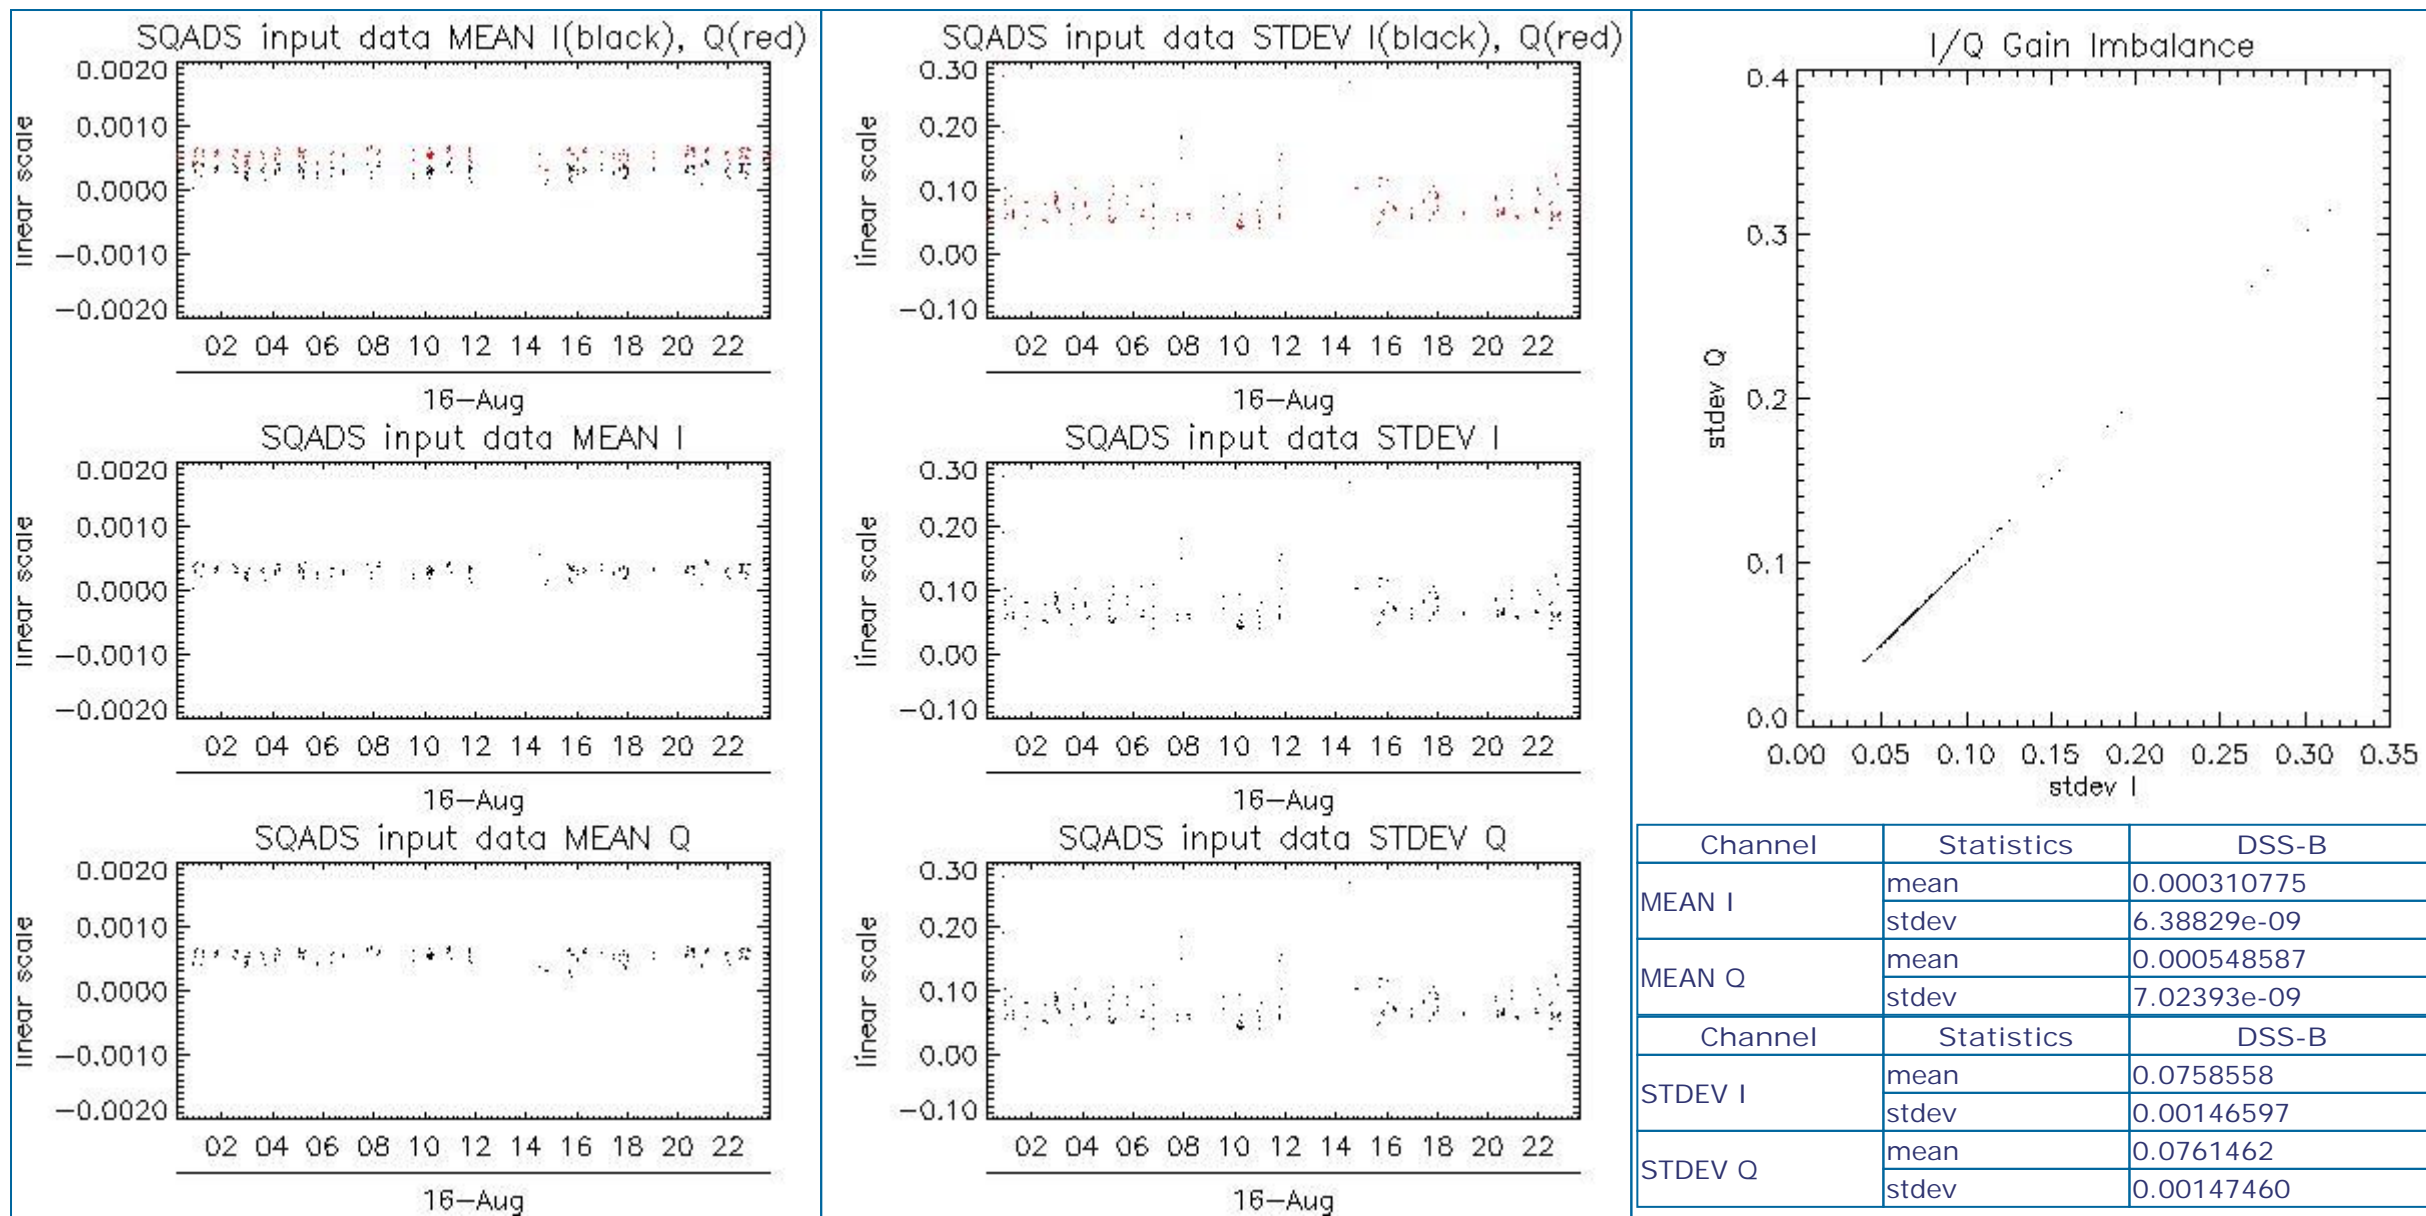 SQADS input data MEAN I(black), Q(red)
linear scale
0.0020
0.0010
0.0000
-0.0010
-0.0020
02 04 06 08 10 12 14 16 18 20 22
16-Aug
SQADS input data MEAN I
linear scale
0.0020
0.0010
0.0000
-0.0010
-0.0020
02 04 06 08 10 12 14 16 18 20 22
16-Aug
SQADS input data MEAN Q
linear scale
0.0020
0.0010
0.0000
-0.0010
-0.0020
02 04 06 08 10 12 14 16 18 20 22
16-Aug
SQADS input data STDEV I(black), Q(red)
linear scale
0.30
0.20
0.10
0.00
-0.10
02 04 06 08 10 12 14 16 18 20 22
16-Aug
SQADS input data STDEV I
linear scale
0.30
0.20
0.10
0.00
-0.10
02 04 06 08 10 12 14 16 18 20 22
16-Aug
SQADS input data STDEV Q
linear scale
0.30
0.20
0.10
0.00
-0.10
02 04 06 08 10 12 14 16 18 20 22
16-Aug
I/Q Gain Imbalance
stdev Q
0.4
0.3
0.2
0.1
0.0
0.00 0.05 0.10 0.15 0.20 0.25 0.30 0.35
stdev I
Channel Statistics DSS-B
MEAN I
mean 0.000310775
stdev 6.38829e-09
MEAN Q
mean 0.000548587
stdev 7.02393e-09
Channel Statistics DSS-B
STDEV I
mean 0.0758558
stdev 0.00146597
STDEV Q
mean 0.0761462
stdev 0.00147460